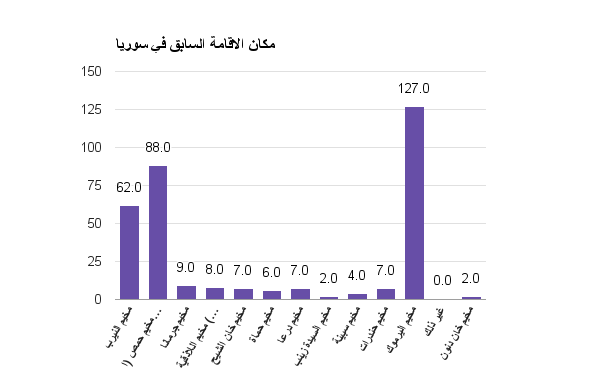 مكان الاقامة السابق في سوريا
150
125
100
75
50
25
0
62.0
88.0
9.0
8.0
7.0
6.0
7.0
2.0
4.0
7.0
127.0
0.0
2.0
مخيم النيرب
مخيم حمص (ا...
مخيم جرمانا
مخيم اللاذقية (...
مخيم خان الشيح
مخيم حماة
مخيم درعا
مخيم السيدة زينب
مخيم سبينة
مخيم حندرات
مخيم اليرموك
غير ذلك
مخيم خان دنون